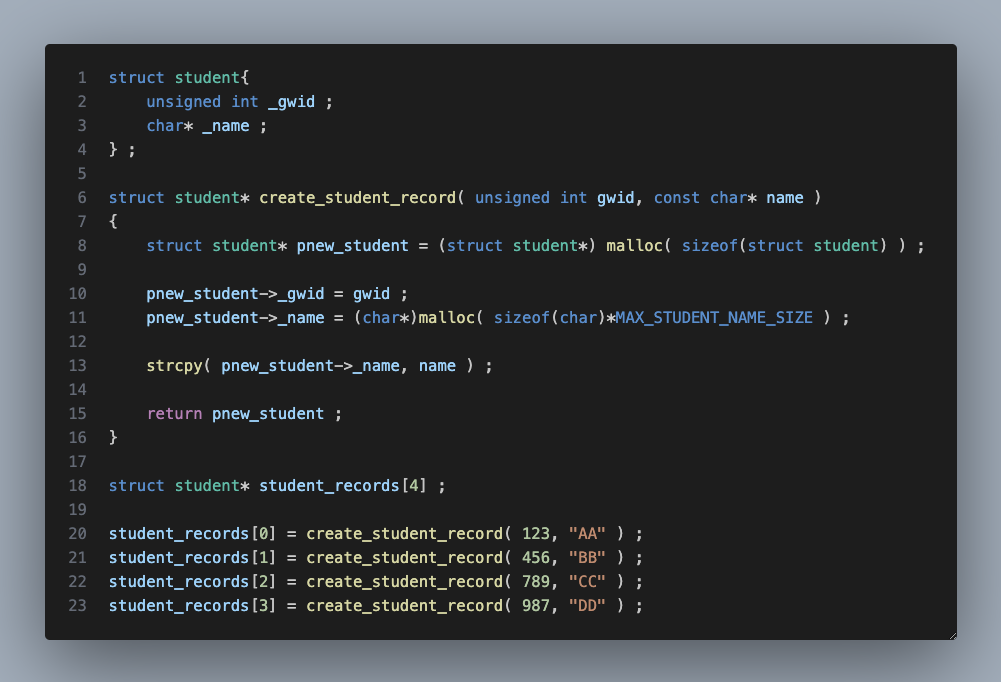 1 struct student{
2     unsigned int _gwid ;
3     char* _name ;
4 } ;
5
6 struct student* create_student_record( unsigned int gwid, const char* name )
7 {
8     struct student* pnew_student = (struct student*) malloc( sizeof(struct student) ) ;
9
10     pnew_student->_gwid = gwid ;
11     pnew_student->_name = (char*)malloc( sizeof(char)*MAX_STUDENT_NAME_SIZE ) ;
12
13     strcpy( pnew_student->_name, name ) ;
14
15     return pnew_student ;
16 }
17
18 struct student* student_records[4] ;
19
20 student_records[0] = create_student_record( 123, "AA" ) ;
21 student_records[1] = create_student_record( 456, "BB" ) ;
22 student_records[2] = create_student_record( 789, "CC" ) ;
23 student_records[3] = create_student_record( 987, "DD" ) ;